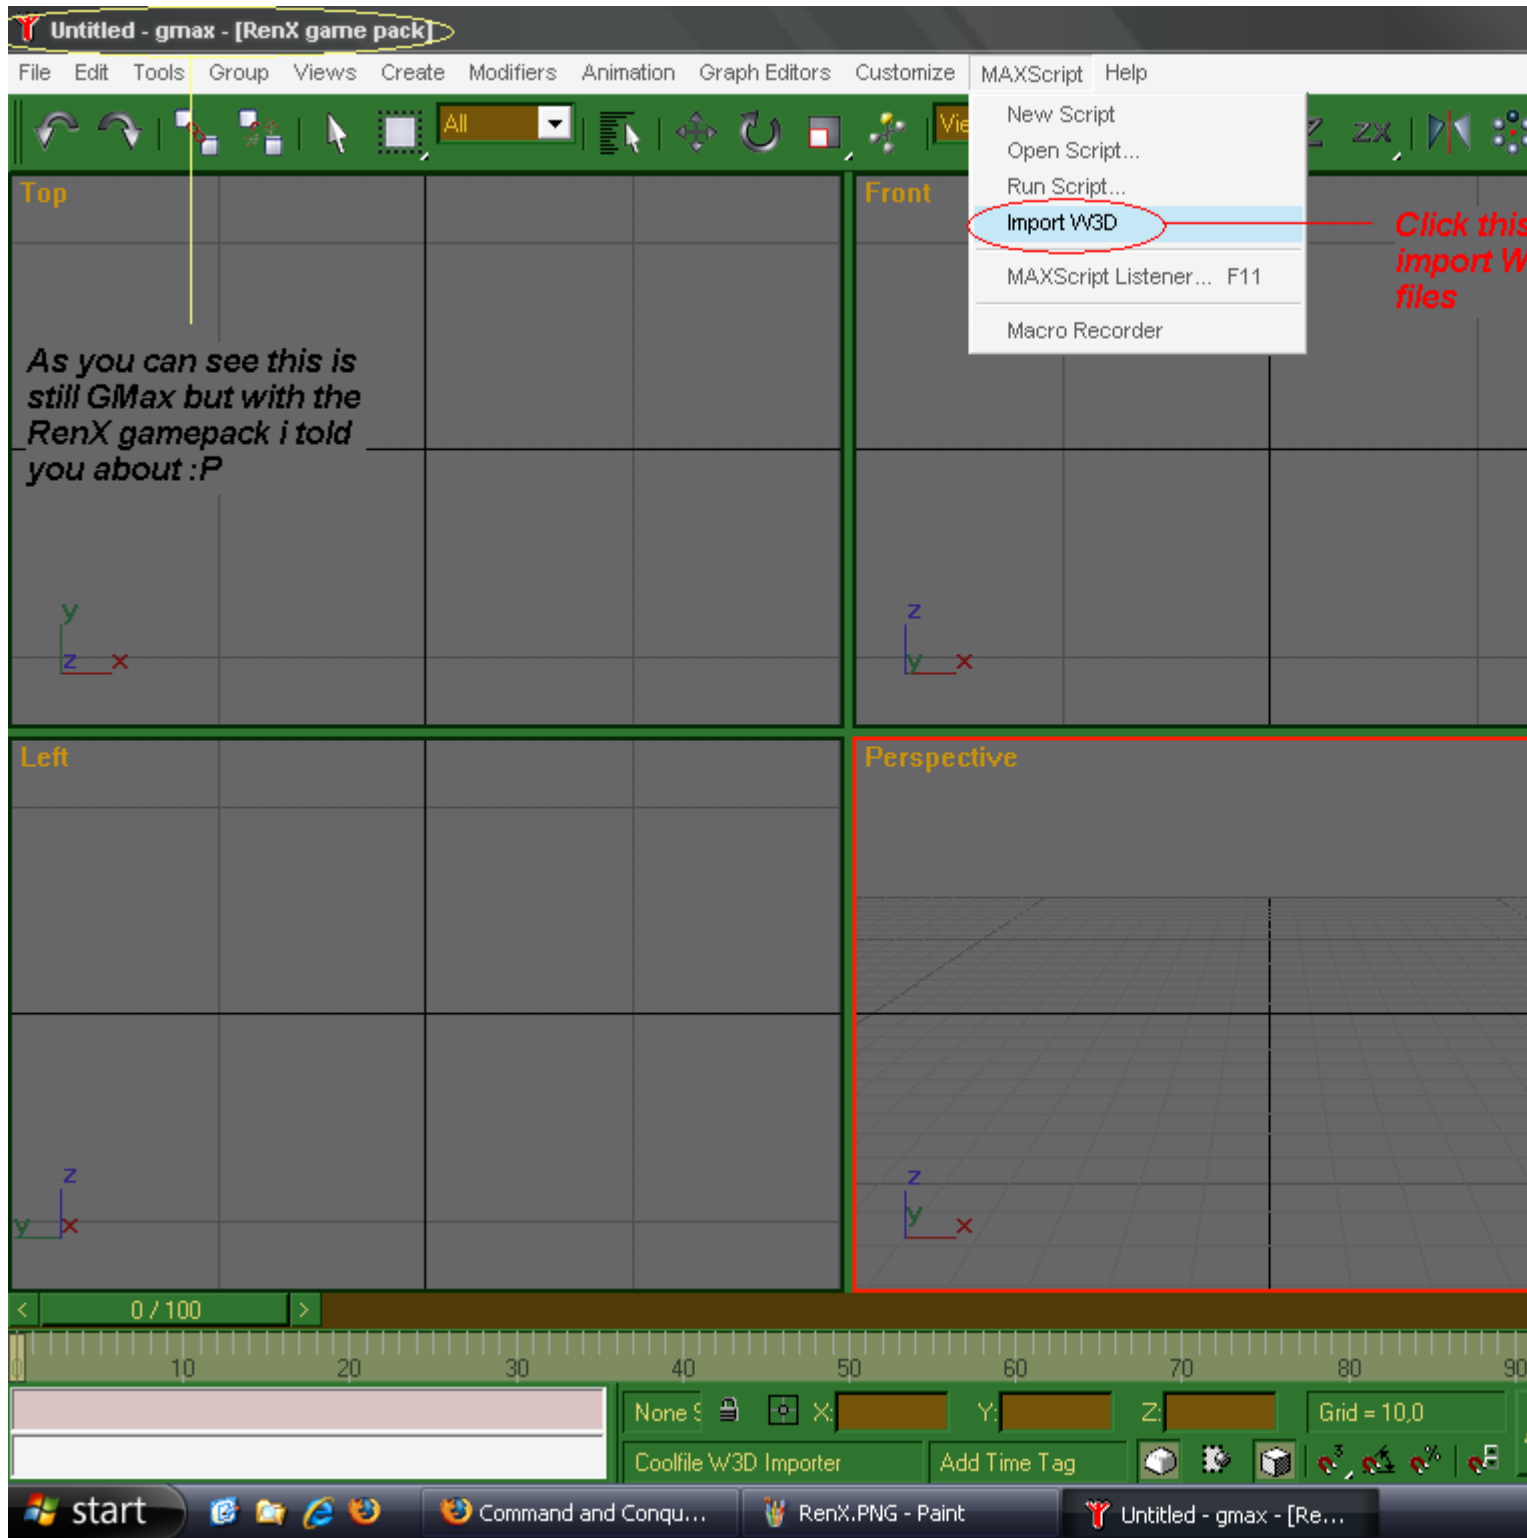 Untitled - gmax - [RenX game pack]
File Edit Tools Group Views Create Modifiers Animation Graph Editors Customize MAXScript Help
All
New Script
Open Script...
Run Script...
Import W3D
MAXScript Listener... F11
Macro Recorder
Click this
import W
files
Top
Front
As you can see this is
still GMax but with the
RenX gamepack i told
you about :P
y
z x
z
y x
Left
Perspective
z
y x
z
y x
< 0 / 100 >
10 20 30 40 50 60 70 80 90
None X: Y: Z: Grid = 10,0
Coolfile W3D Importer Add Time Tag
start Command and Conqu... RenX.PNG - Paint Untitled - gmax - [Re...